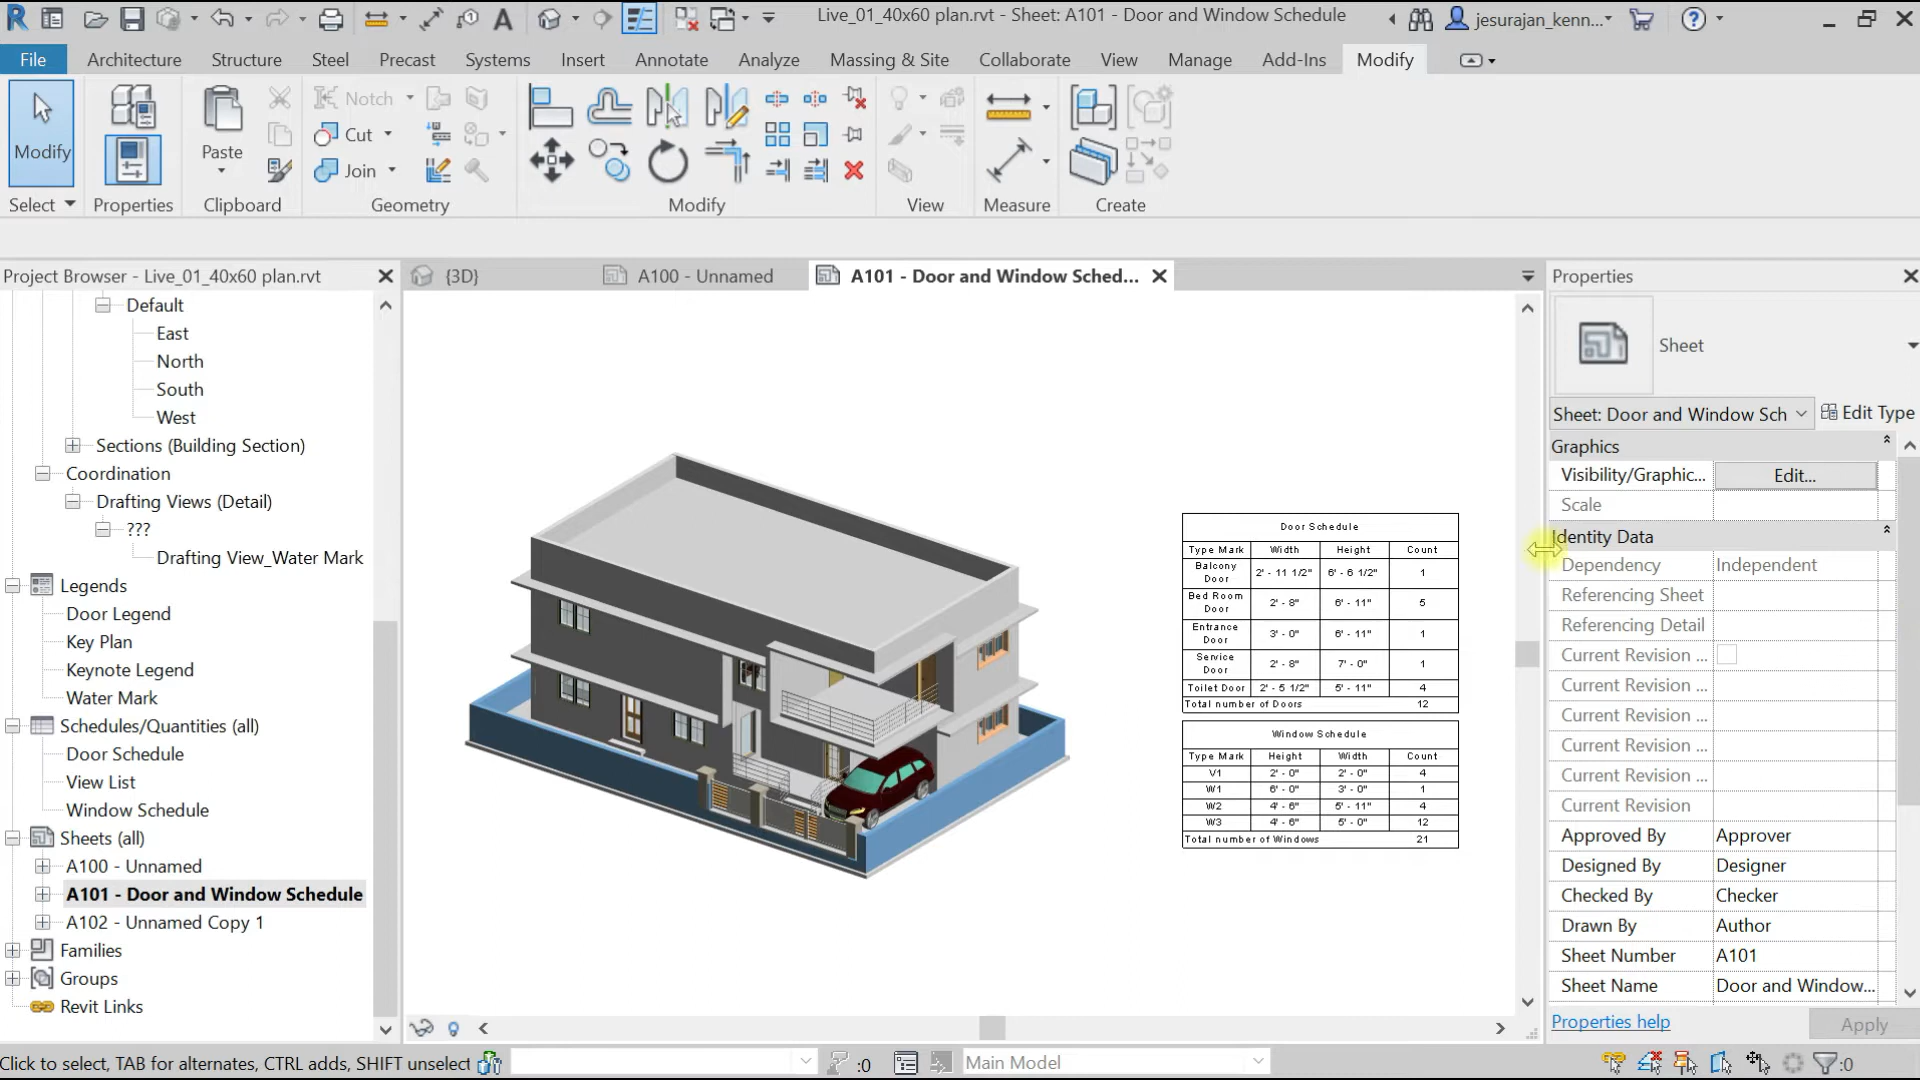 Live_01_40x60 plan.rvt - Sheet: A101 - Door and Window Schedule
jesurajan_kenn...
File
Architecture
Structure
Steel
Precast
Systems
Insert
Annotate
Analyze
Massing & Site
Collaborate
View
Manage
Add-Ins
Modify
Modify
Paste
Notch
Cut
Join
Select
Properties
Clipboard
Geometry
Modify
View
Measure
Create
Project Browser - Live_01_40x60 plan.rvt
Default
East
North
South
West
Sections (Building Section)
Coordination
Drafting Views (Detail)
???
Drafting View_Water Mark
Legends
Door Legend
Key Plan
Keynote Legend
Water Mark
Schedules/Quantities (all)
Door Schedule
View List
Window Schedule
Sheets (all)
A100 - Unnamed
A101 - Door and Window Schedule
A102 - Unnamed Copy 1
Families
Groups
Revit Links
{3D}
A100 - Unnamed
A101 - Door and Window Sched...
Door Schedule
Type Mark Width Height Count
Balcony Door 2' - 11 1/2" 6' - 6 1/2" 1
Bed Room Door 2' - 8" 6' - 11" 5
Entrance Door 3' - 0" 6' - 11" 1
Service Door 2' - 8" 7' - 0" 1
Toilet Door 2' - 5 1/2" 5' - 11" 4
Total number of Doors 12
Window Schedule
Type Mark Height Width Count
V1 2' - 0" 2' - 0" 4
W1 6' - 0" 3' - 0" 1
W2 4' - 6" 5' - 11" 4
W3 4' - 6" 5' - 0" 12
Total number of Windows 21
Properties
Sheet
Sheet: Door and Window Sch
Edit Type
Graphics
Visibility/Graphic... Edit...
Scale
Identity Data
Dependency Independent
Referencing Sheet
Referencing Detail
Current Revision ...
Current Revision ...
Current Revision ...
Current Revision ...
Current Revision ...
Current Revision
Approved By Approver
Designed By Designer
Checked By Checker
Drawn By Author
Sheet Number A101
Sheet Name Door and Window...
Properties help
Apply
Click to select, TAB for alternates, CTRL adds, SHIFT unselect
:0
Main Model
:0